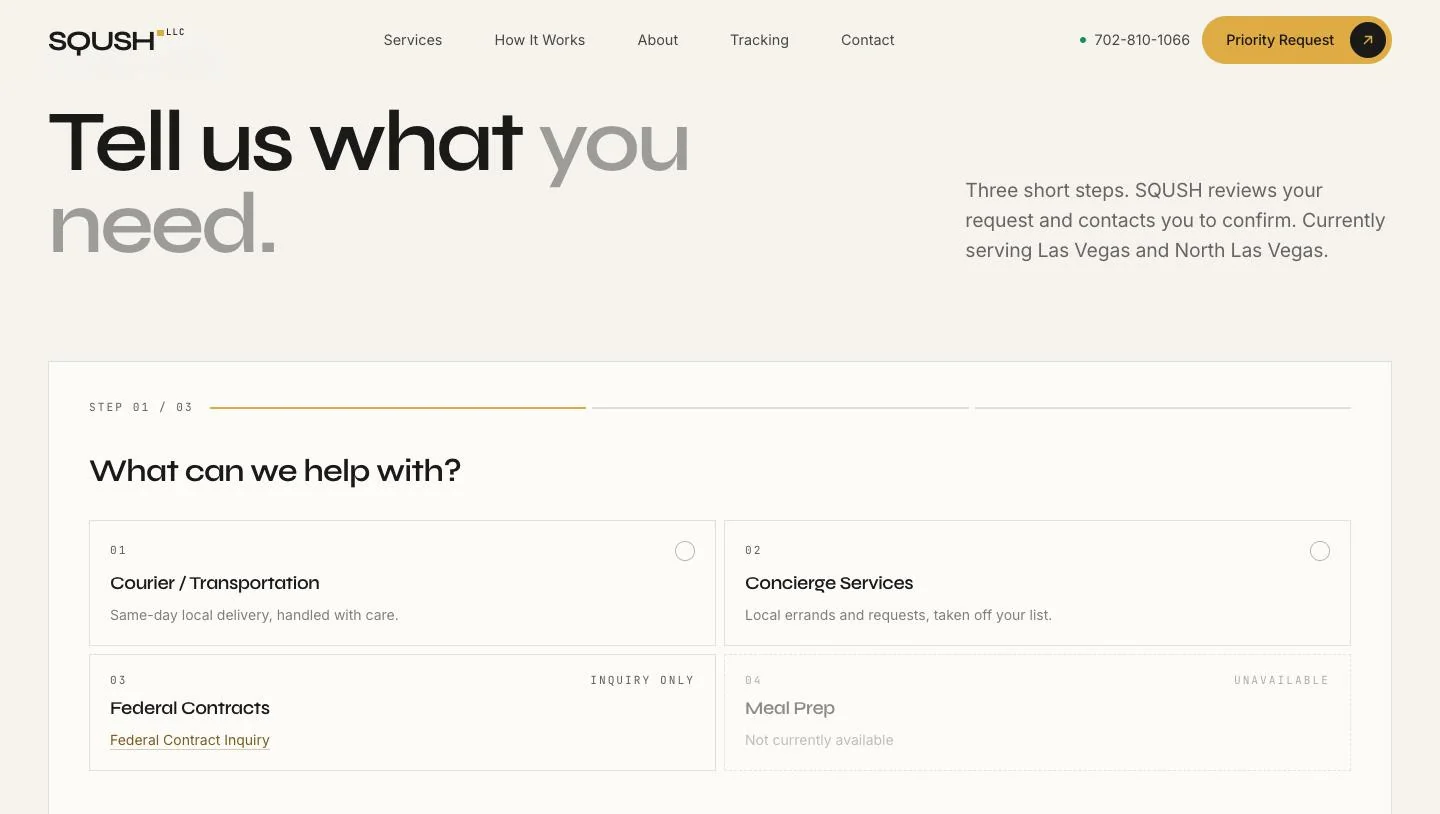 SQUSH LLC
Services
How It Works
About
Tracking
Contact
702-810-1066
Priority Request
Tell us what you
need.
Three short steps. SQUSH reviews your
request and contacts you to confirm. Currently
serving Las Vegas and North Las Vegas.
STEP 01 / 03
What can we help with?
01
Courier / Transportation
Same-day local delivery, handled with care.
02
Concierge Services
Local errands and requests, taken off your list.
03
INQUIRY ONLY
Federal Contracts
Federal Contract Inquiry
04
UNAVAILABLE
Meal Prep
Not currently available